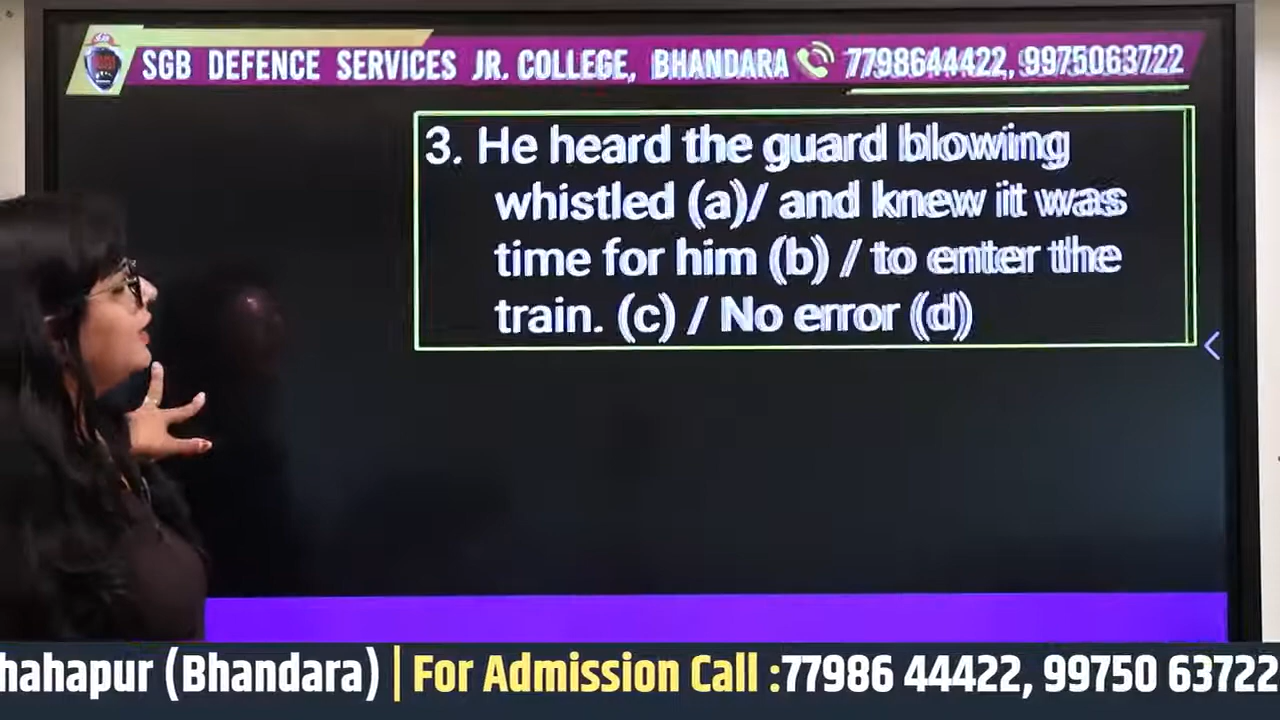 SGB DEFENCE SERVICES JR. COLLEGE, BHANDARA 7798644422, 9975063722
3. He heard the guard blowing
whistled (a)/ and knew it was
time for him (b) / to enter the
train. (c) / No error (d)
hahapur (Bhandara) | For Admission Call :77986 44422, 99750 63722